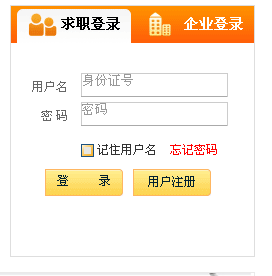 求职登录 企业登录
用户名 身份证号
密 码 密码
记住用户名 忘记密码
登 录 用户注册